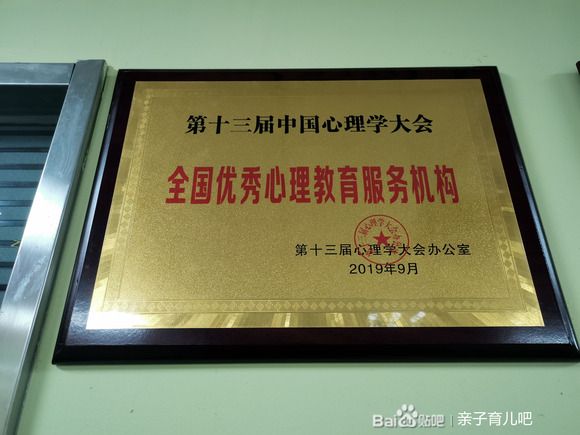 第十三届中国心理学大会
全国优秀心理教育服务机构
第十三届心理学大会办公室
2019年9月
Baidu贴吧 | 亲子育儿吧